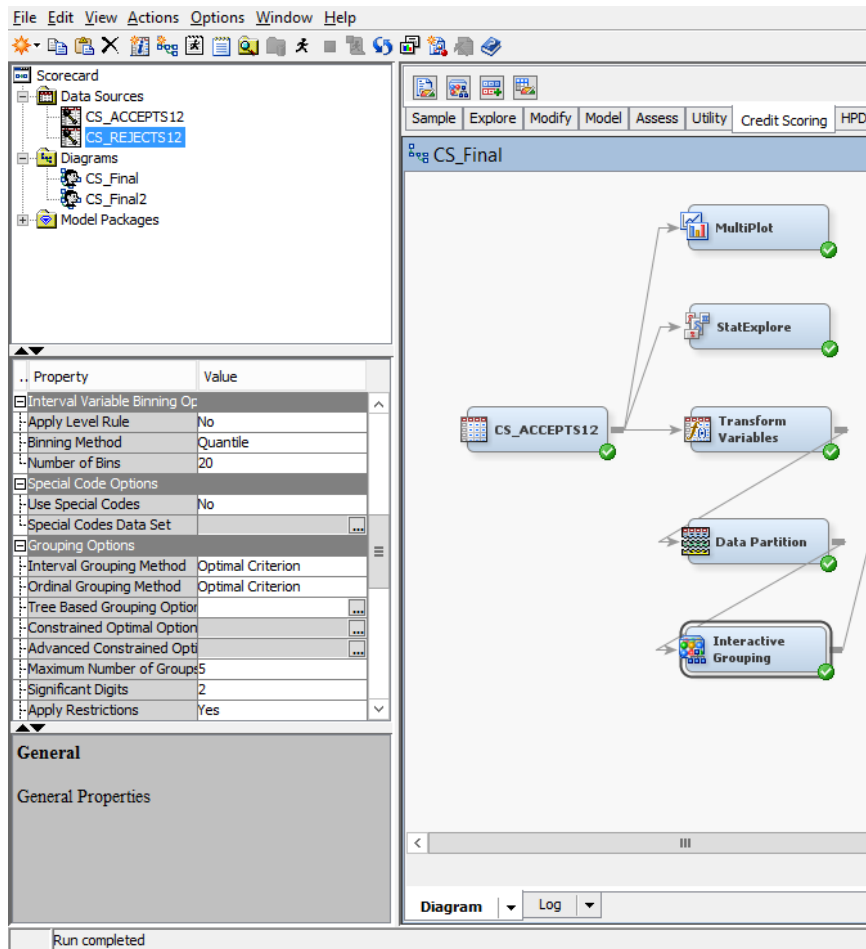 File Edit View Actions Options Window Help
Scorecard
Data Sources
CS_ACCEPTS12
CS_REJECTS12
Diagrams
CS_Final
CS_Final2
Model Packages
.. Property Value
Interval Variable Binning Op
Apply Level Rule No
Binning Method Quantile
Number of Bins 20
Special Code Options
Use Special Codes No
Special Codes Data Set ...
Grouping Options
Interval Grouping Method Optimal Criterion
Ordinal Grouping Method Optimal Criterion
Tree Based Grouping Option ...
Constrained Optimal Option ...
Advanced Constrained Opti ...
Maximum Number of Groups 5
Significant Digits 2
Apply Restrictions Yes
General
General Properties
Run completed
Sample Explore Modify Model Assess Utility Credit Scoring HPD
CS_Final
MultiPlot
StatExplore
CS_ACCEPTS12
Transform
Variables
Data Partition
Interactive
Grouping
Diagram Log